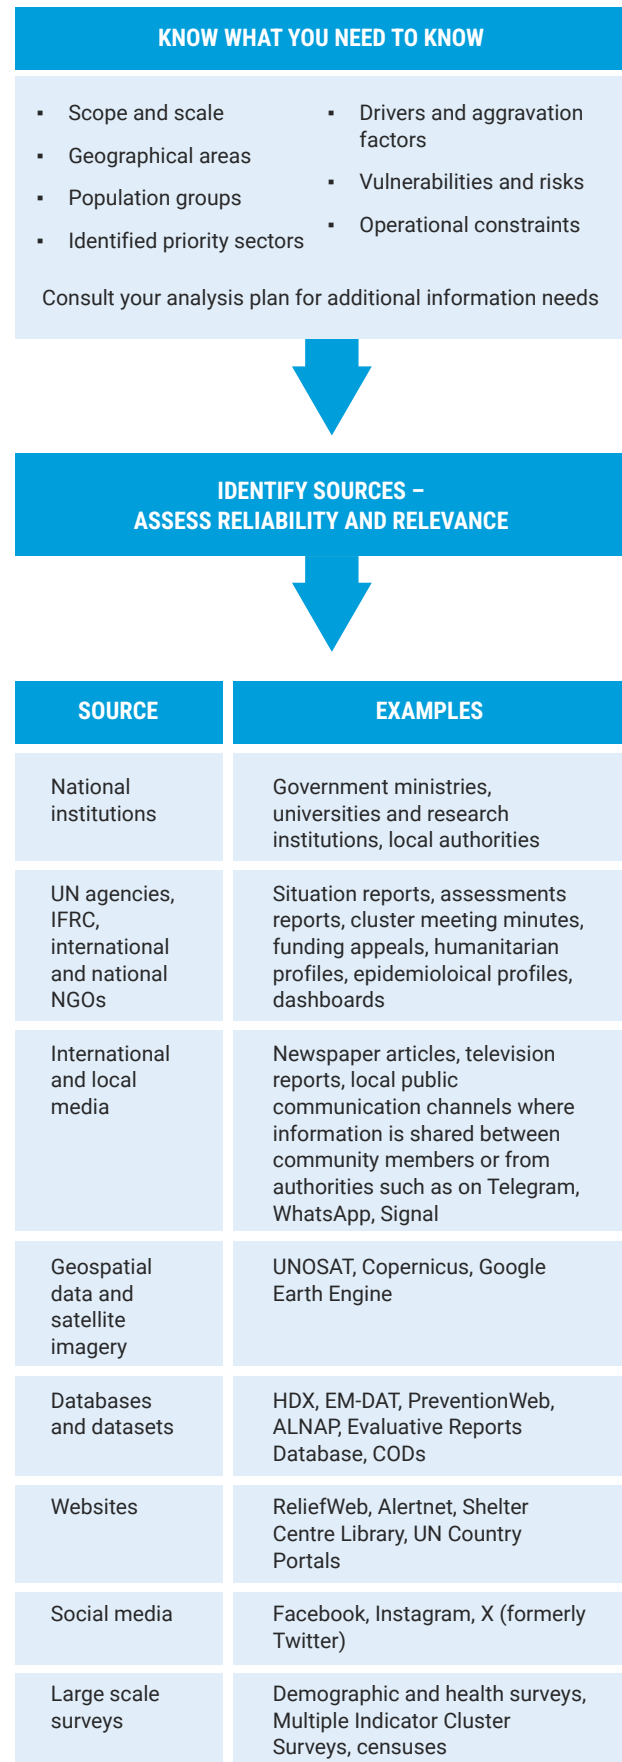 KNOW WHAT YOU NEED TO KNOW
▪ Scope and scale
▪ Geographical areas
▪ Population groups
▪ Identified priority sectors
▪ Drivers and aggravation
factors
▪ Vulnerabilities and risks
▪ Operational constraints
Consult your analysis plan for additional information needs
IDENTIFY SOURCES –
ASSESS RELIABILITY AND RELEVANCE
SOURCE
EXAMPLES
National
institutions
Government ministries,
universities and research
institutions, local authorities
UN agencies,
IFRC,
international
and national
NGOs
Situation reports, assessments
reports, cluster meeting minutes,
funding appeals, humanitarian
profiles, epidemioloical profiles,
dashboards
International
and local
media
Newspaper articles, television
reports, local public
communication channels where
information is shared between
community members or from
authorities such as on Telegram,
WhatsApp, Signal
Geospatial
data and
satellite
imagery
UNOSAT, Copernicus, Google
Earth Engine
Databases
and datasets
HDX, EM-DAT, PreventionWeb,
ALNAP, Evaluative Reports
Database, CODs
Websites
ReliefWeb, Alertnet, Shelter
Centre Library, UN Country
Portals
Social media
Facebook, Instagram, X (formerly
Twitter)
Large scale
surveys
Demographic and health surveys,
Multiple Indicator Cluster
Surveys, censuses